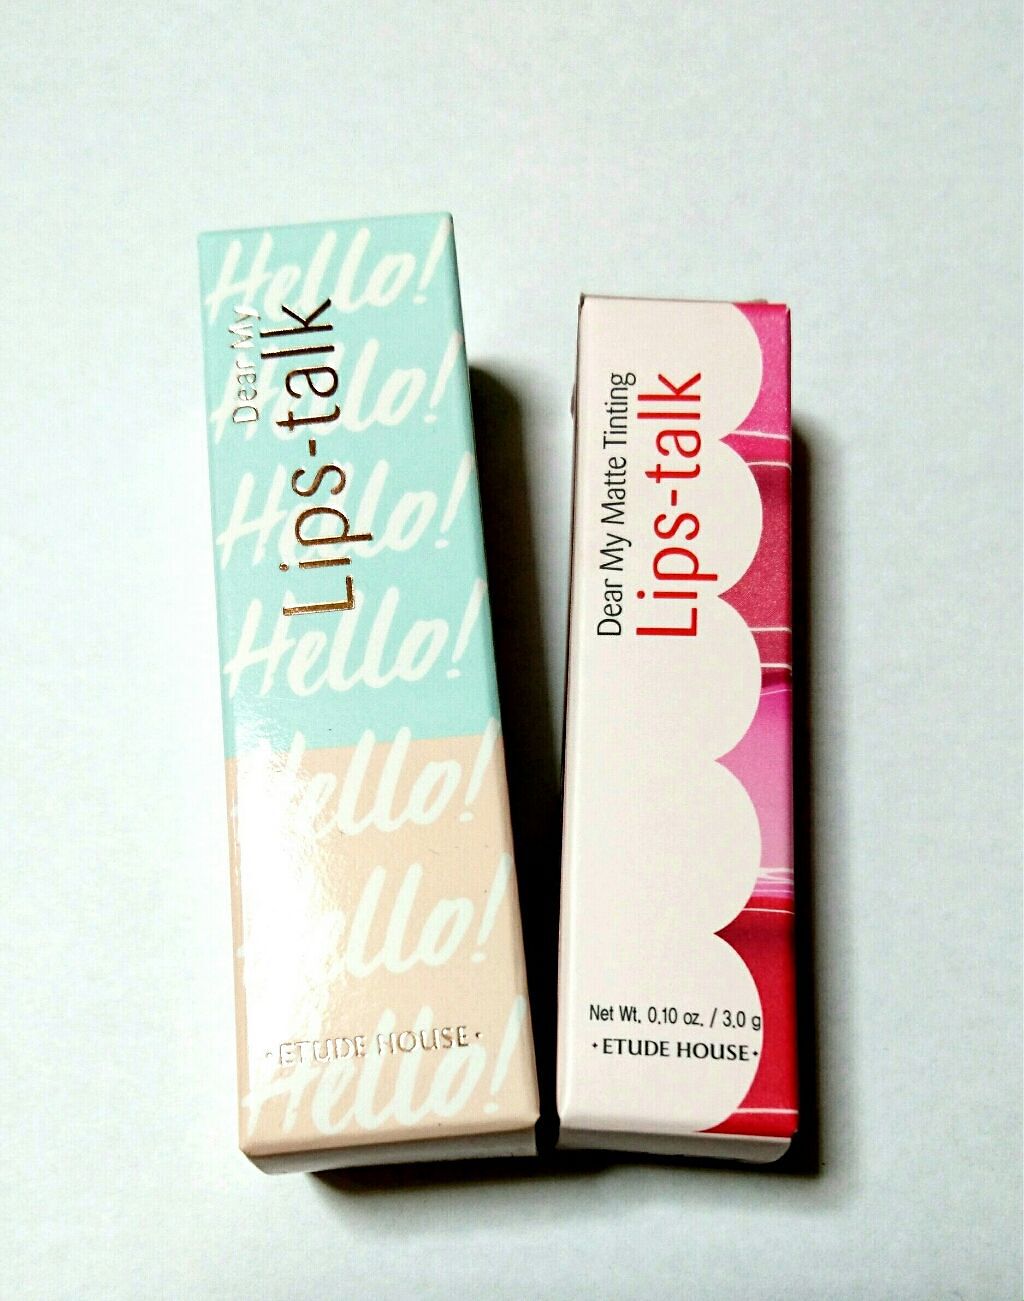 Hello!
Hello!
Hello!
Hello!
Hello!
Hello!
Hello!
Dear My
Lips-talk
·ETUDE HOUSE·
Dear My Matte Tinting
Lips-talk
Net Wt. 0.10 oz. / 3.0 g
·ETUDE HOUSE·